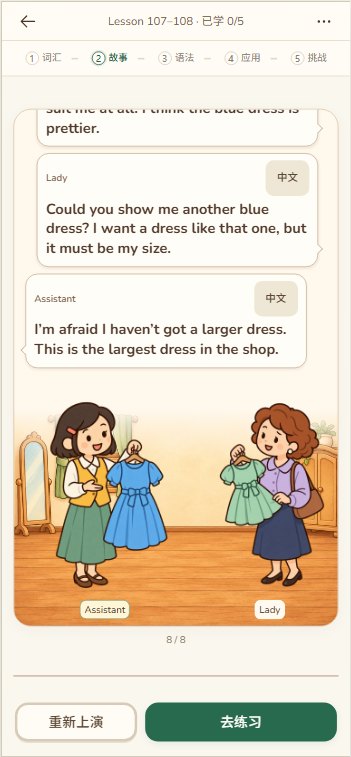 Lesson 107–108 · 已学 0/5
1 词汇 2 故事 3 语法 4 应用 5 挑战
suit me at all. I think the blue dress is
prettier.
Lady
中文
Could you show me another blue
dress? I want a dress like that one, but
it must be my size.
Assistant
中文
I'm afraid I haven't got a larger dress.
This is the largest dress in the shop.
Assistant
Lady
8 / 8
重新上演
去练习